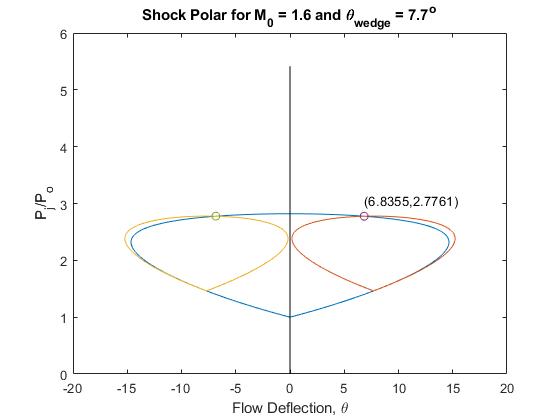 Shock Polar for M0 = 1.6 and θwedge = 7.7o
6
5
4
3
2
1
0
Pj/Po
(6.8355,2.7761)
-20 -15 -10 -5 0 5 10 15 20
Flow Deflection, θ